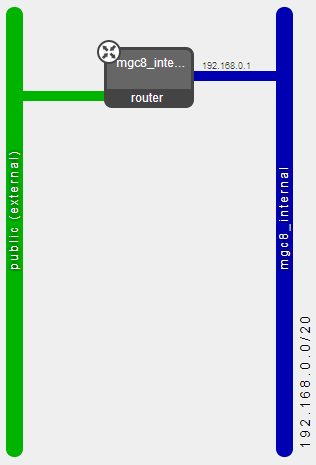 mgc8_inte...
router
192.168.0.1
public (external)
mgc8_internal
192.168.0.0/20